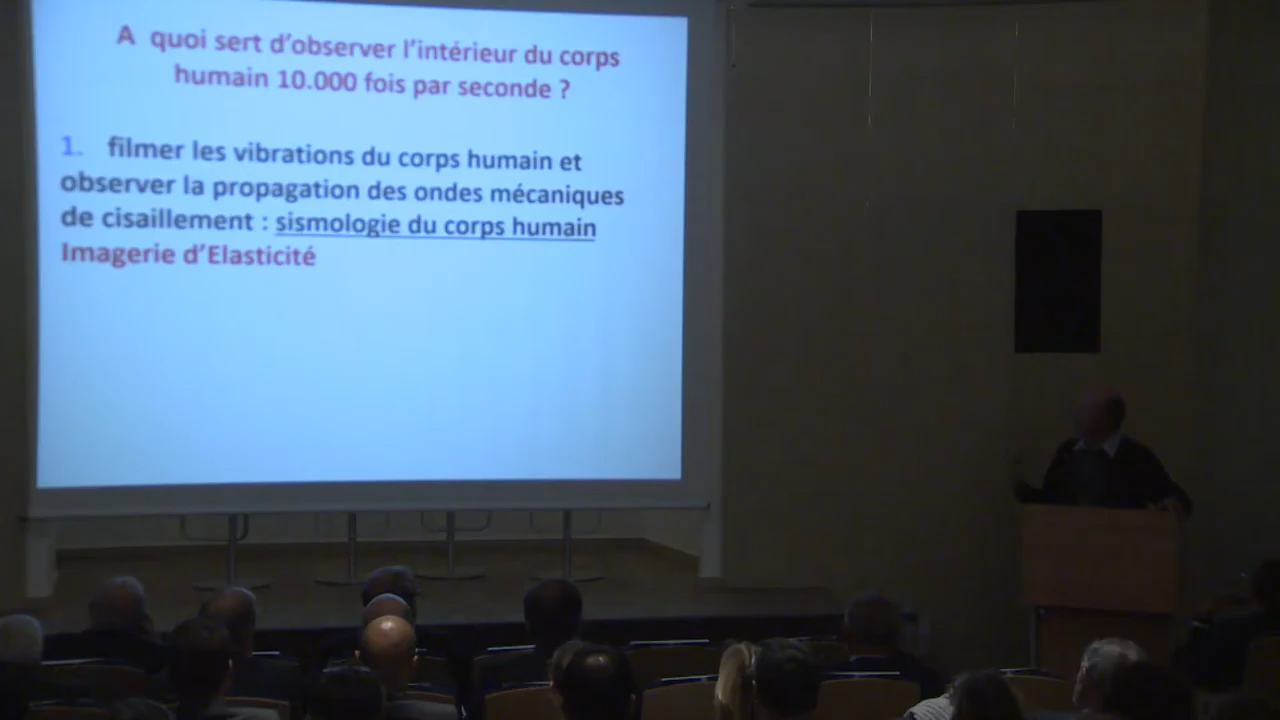 A quoi sert d’observer l’intérieur du corps
humain 10.000 fois par seconde ?
1. filmer les vibrations du corps humain et
observer la propagation des ondes mécaniques
de cisaillement : sismologie du corps humain
Imagerie d’Elasticité